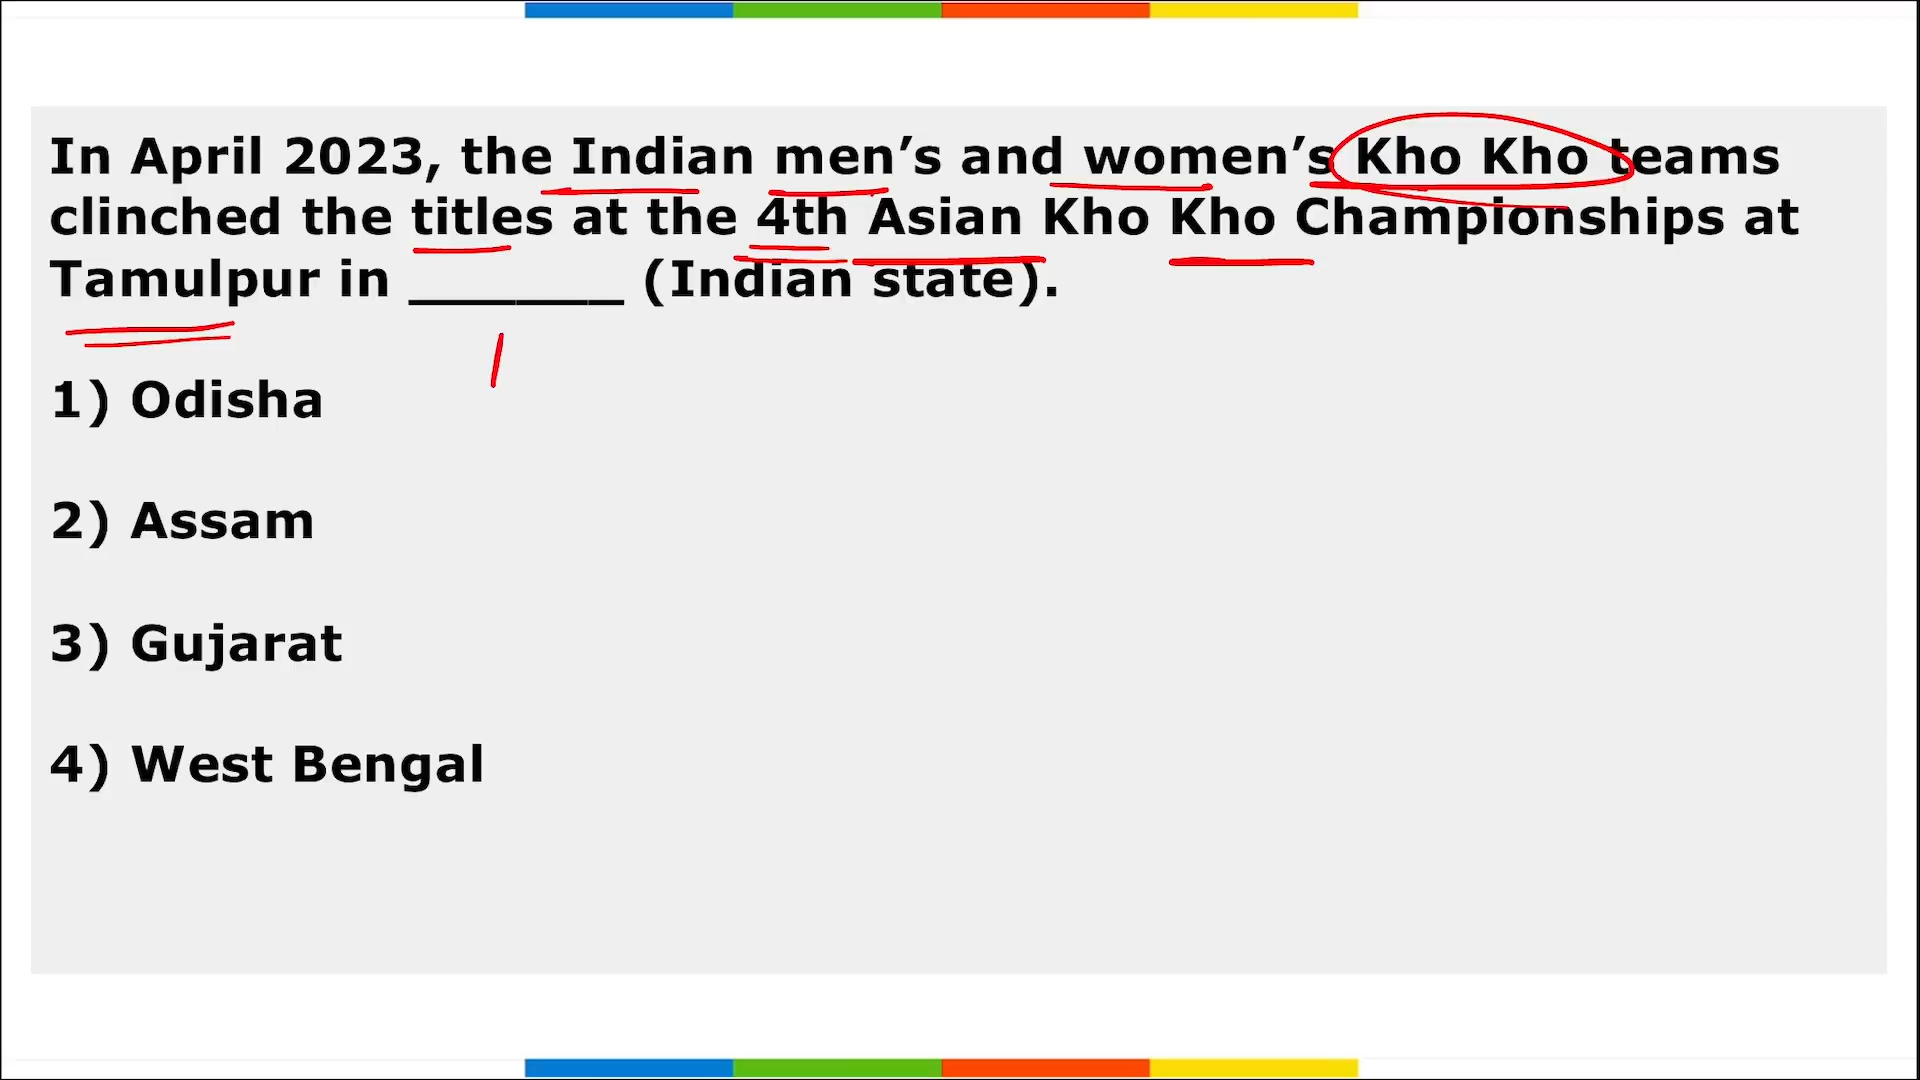 In April 2023, the Indian men’s and women’s Kho Kho teams
clinched the titles at the 4th Asian Kho Kho Championships at
Tamulpur in ______ (Indian state).
1) Odisha
2) Assam
3) Gujarat
4) West Bengal